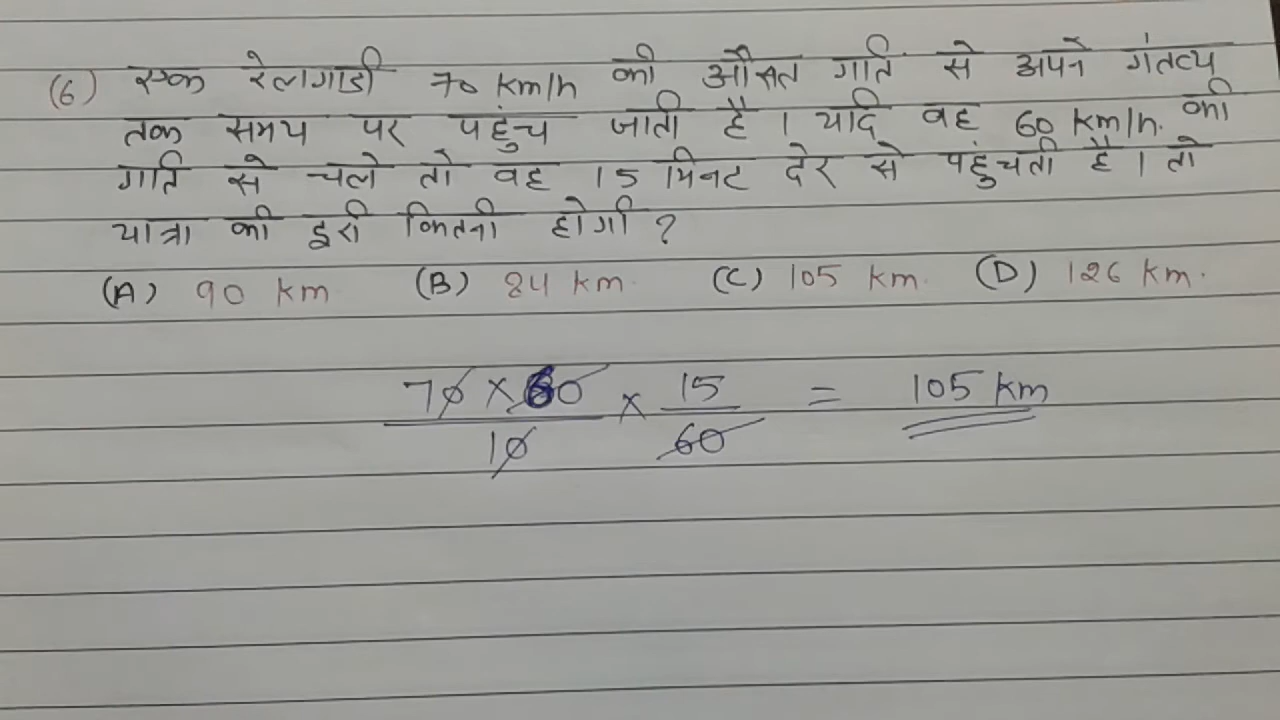 (6) एक रेलगाडी 70 km/h की औसत गति से अपने गंतव्य
तक समय पर पहुंच जाती है । यदि वह 60 km/h. की
गति से चले तो वह 15 मिनट देर से पहुंचती है । तो
यात्रा की दूरी कितनी होगी ?
(A) 90 km (B) 84 km. (C) 105 km. (D) 126 km.
70 × 60 / 10 × 15 / 60 = 105 km